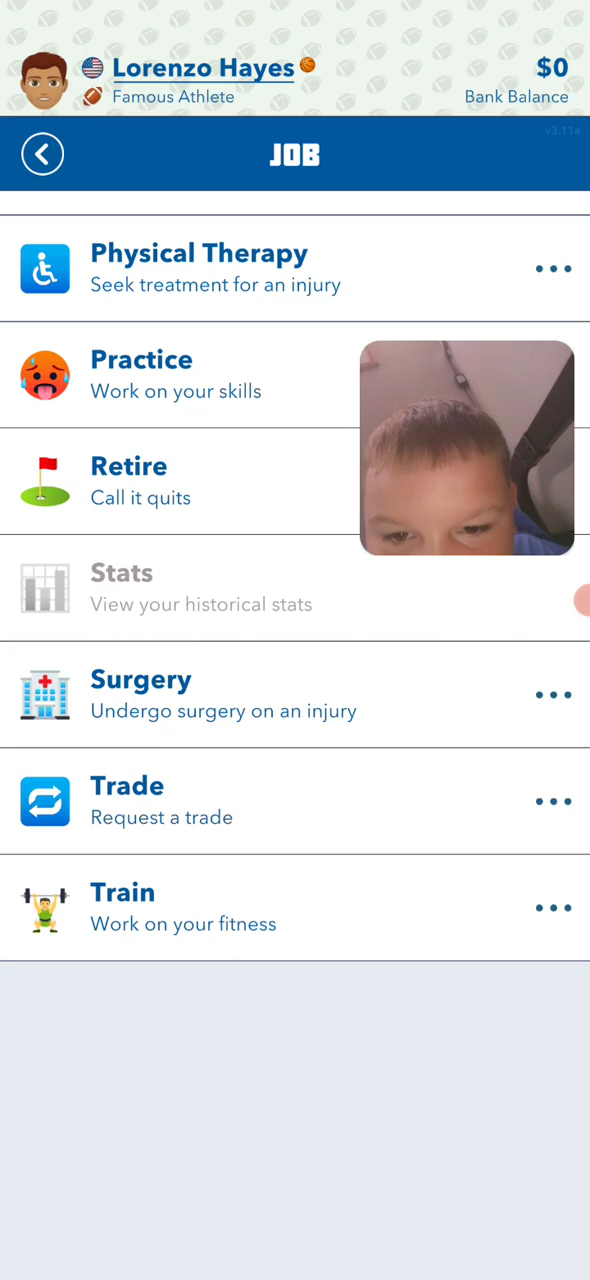 Lorenzo Hayes
$0
Famous Athlete
Bank Balance
v3.11a
JOB
Physical Therapy
Seek treatment for an injury
Practice
Work on your skills
Retire
Call it quits
Stats
View your historical stats
Surgery
Undergo surgery on an injury
Trade
Request a trade
Train
Work on your fitness